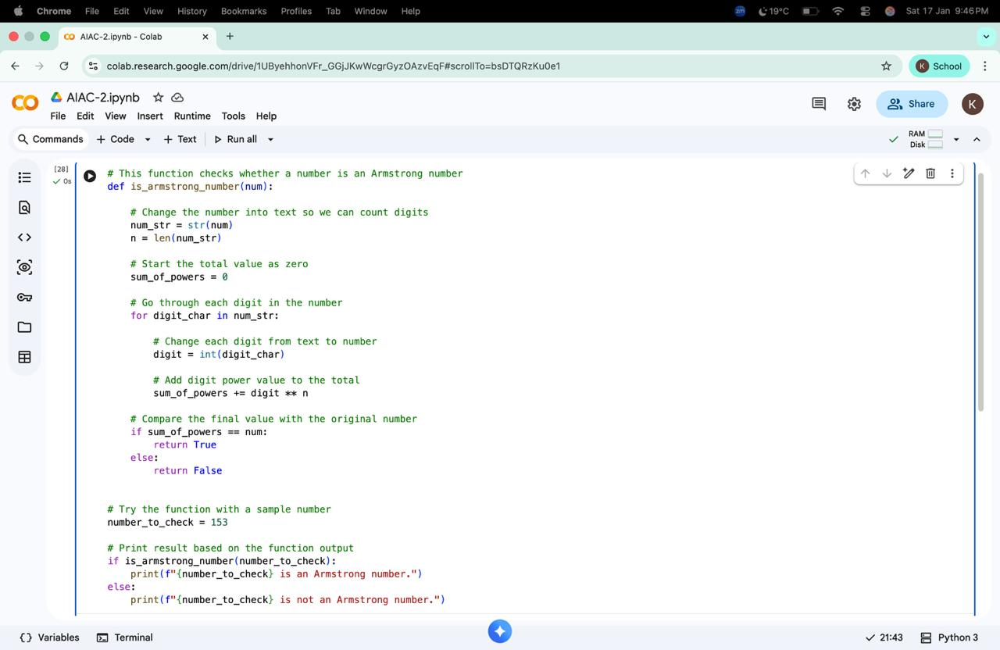 Chrome File Edit View History Bookmarks Profiles Tab Window Help zm 19°C Sat 17 Jan 9:46PM
AIAC-2.ipynb - Colab
colab.research.google.com/drive/1UByehhonVFr_GGjJKwWcgrGyzOAzvEqF#scrollTo=bsDTQRzKu0e1 K School
AIAC-2.ipynb
File Edit View Insert Runtime Tools Help
Share K
Commands + Code + Text Run all RAM
Disk
[28]
0s
# This function checks whether a number is an Armstrong number
def is_armstrong_number(num):
# Change the number into text so we can count digits
num_str = str(num)
n = len(num_str)
# Start the total value as zero
sum_of_powers = 0
# Go through each digit in the number
for digit_char in num_str:
# Change each digit from text to number
digit = int(digit_char)
# Add digit power value to the total
sum_of_powers += digit ** n
# Compare the final value with the original number
if sum_of_powers == num:
return True
else:
return False
# Try the function with a sample number
number_to_check = 153
# Print result based on the function output
if is_armstrong_number(number_to_check):
print(f"{number_to_check} is an Armstrong number.")
else:
print(f"{number_to_check} is not an Armstrong number.")
Variables Terminal 21:43 Python 3